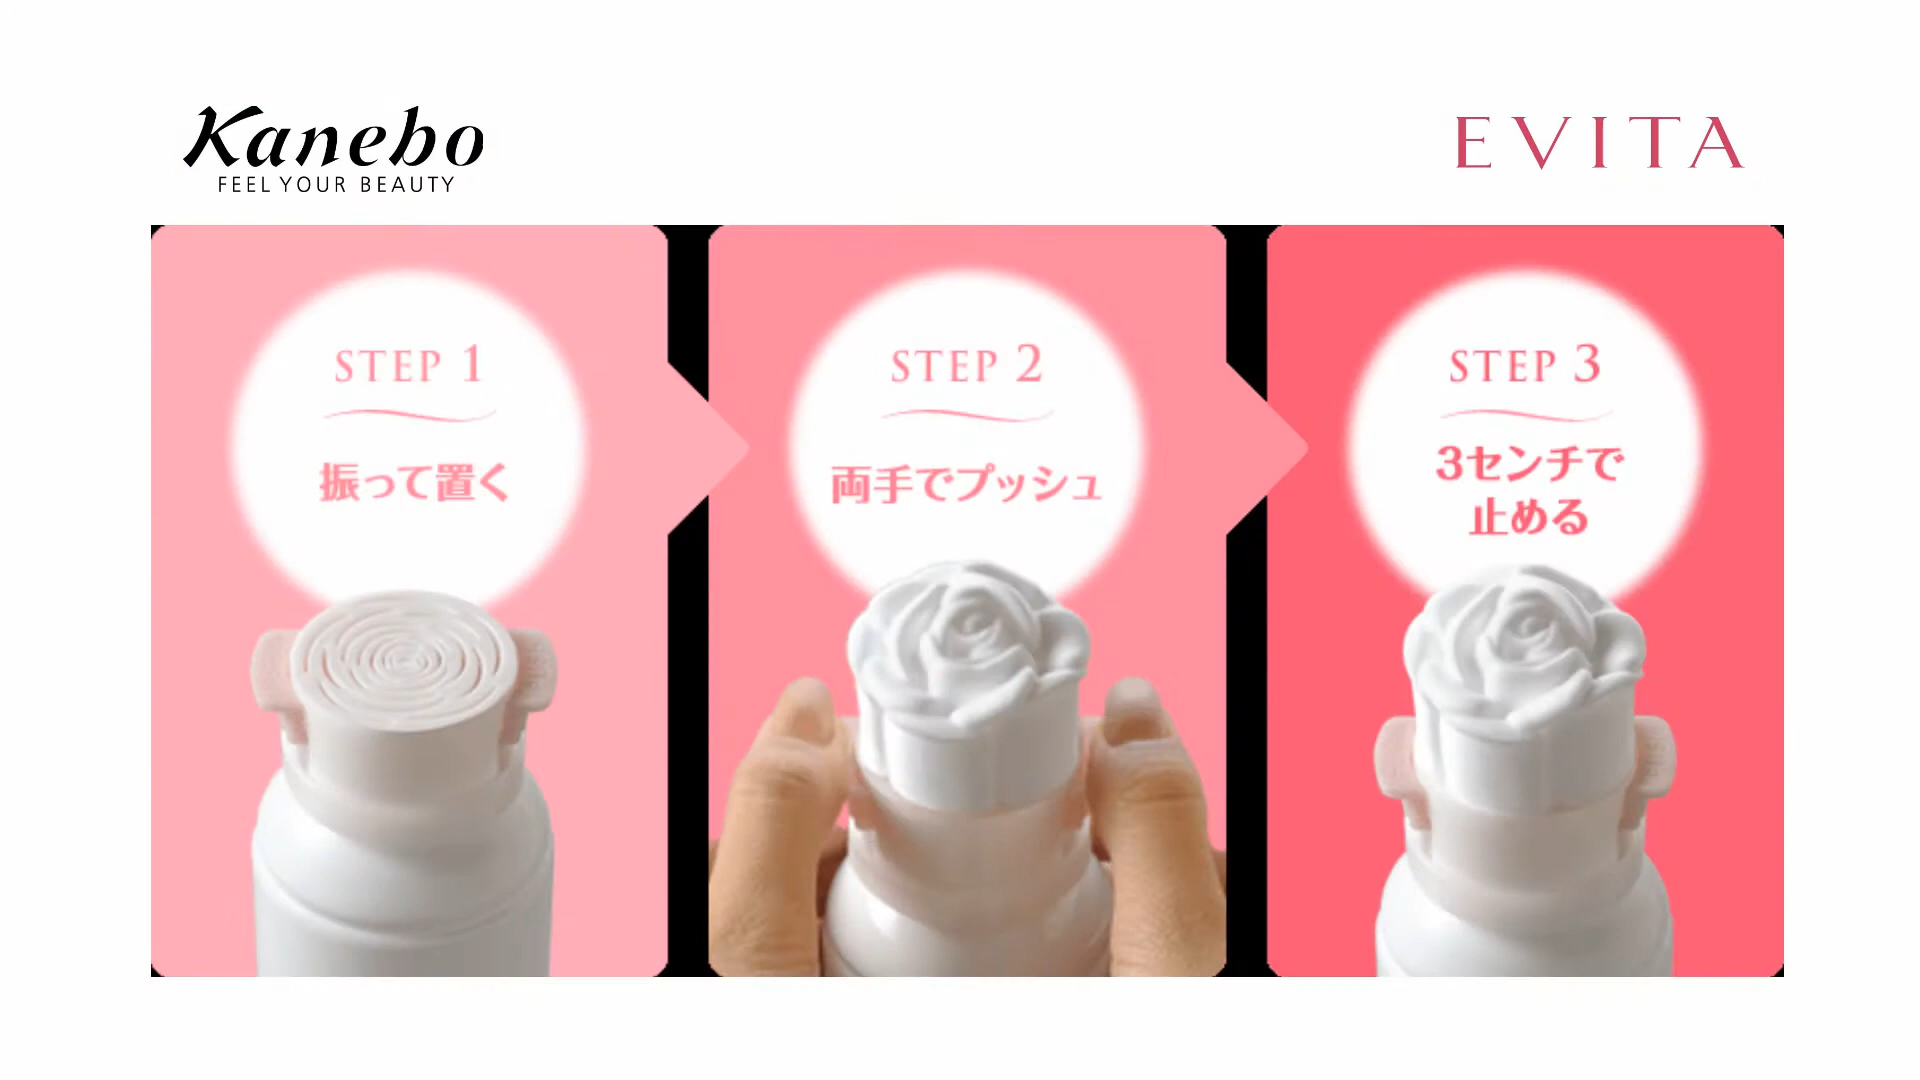 Kanebo
FEEL YOUR BEAUTY
EVITA
STEP 1
振って置く
STEP 2
両手でプッシュ
STEP 3
3センチで
止める